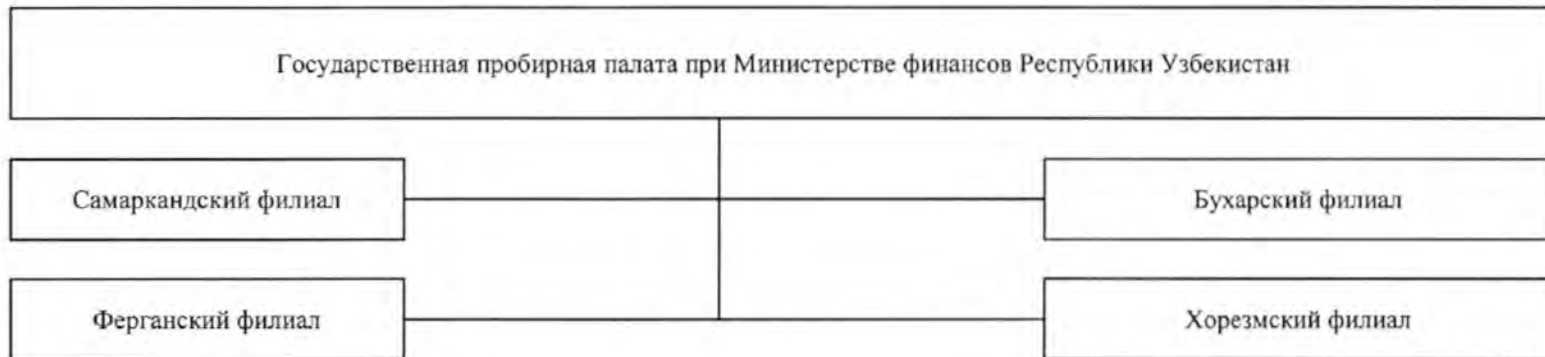 Государственная пробирная палата при Министерстве финансов Республики Узбекистан
Самаркандский филиал
Бухарский филиал
Ферганский филиал
Хорезмский филиал